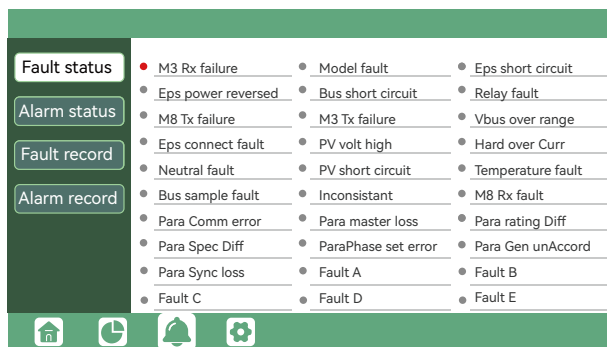 Fault status
Alarm status
Fault record
Alarm record
M3 Rx failure Model fault Eps short circuit
Eps power reversed Bus short circuit Relay fault
M8 Tx failure M3 Tx failure Vbus over range
Eps connect fault PV volt high Hard over Curr
Neutral fault PV short circuit Temperature fault
Bus sample fault Inconsistant M8 Rx fault
Para Comm error Para master loss Para rating Diff
Para Spec Diff ParaPhase set error Para Gen unAccord
Para Sync loss Fault A Fault B
Fault C Fault D Fault E